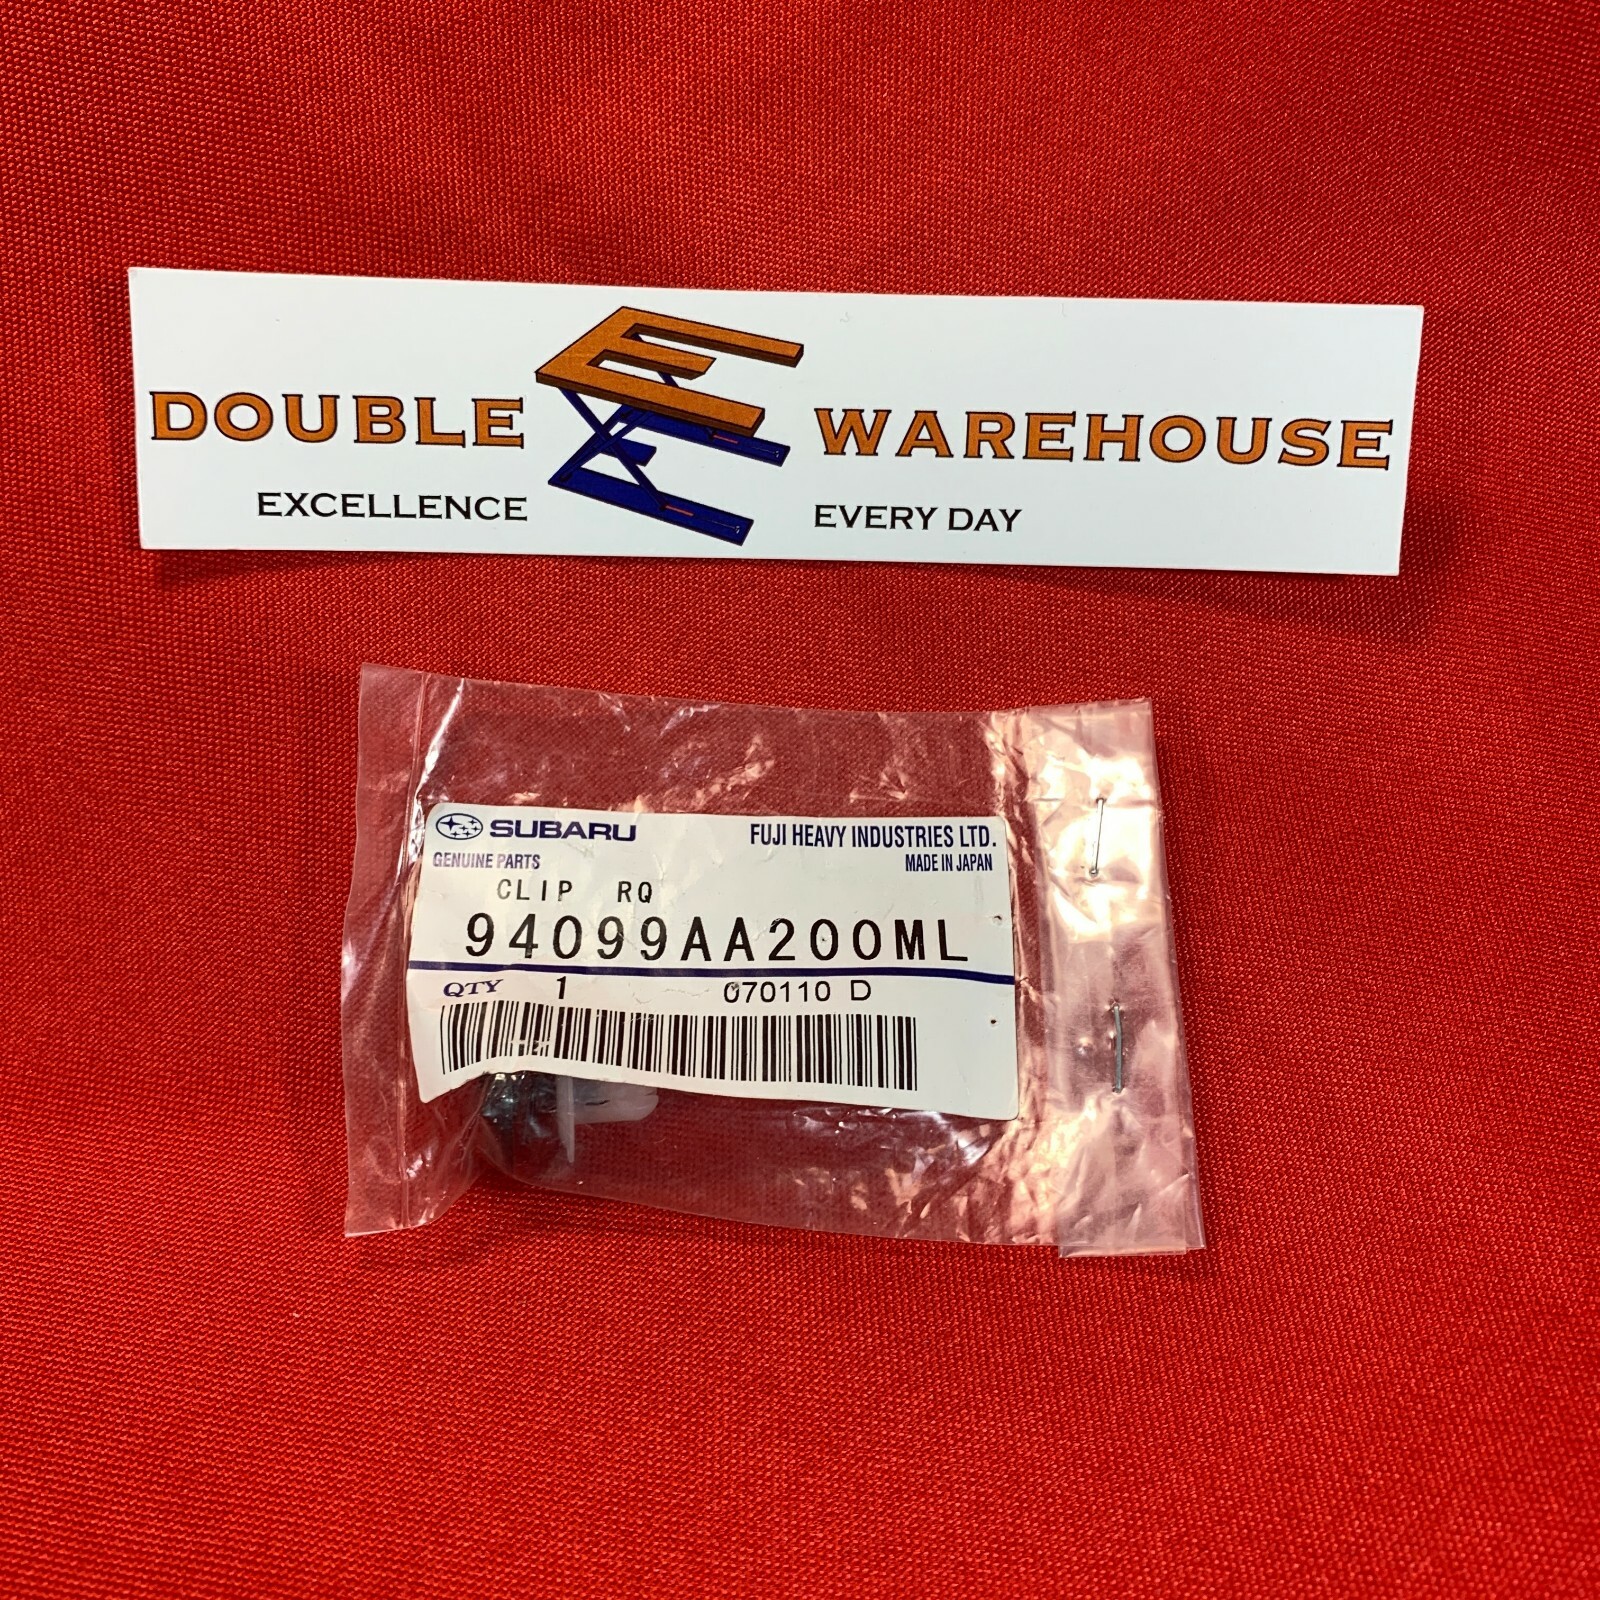 DOUBLE E WAREHOUSE
EXCELLENCE EVERY DAY
SUBARU FUJI HEAVY INDUSTRIES LTD.
GENUINE PARTS MADE IN JAPAN
CLIP RQ
94099AA200ML
QTY 1 070110 D